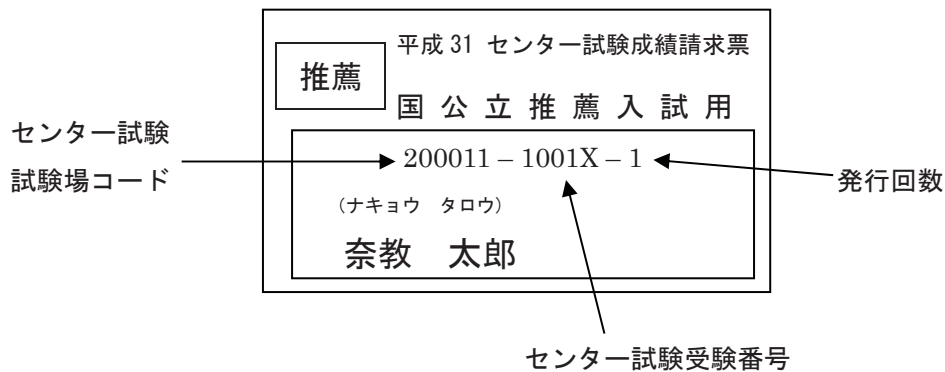 平成 31 センター試験成績請求票
推薦
国公立推薦入試用
センター試験
試験場コード
200011 – 1001X – 1
発行回数
(ナキョウ タロウ)
奈教 太郎
センター試験受験番号